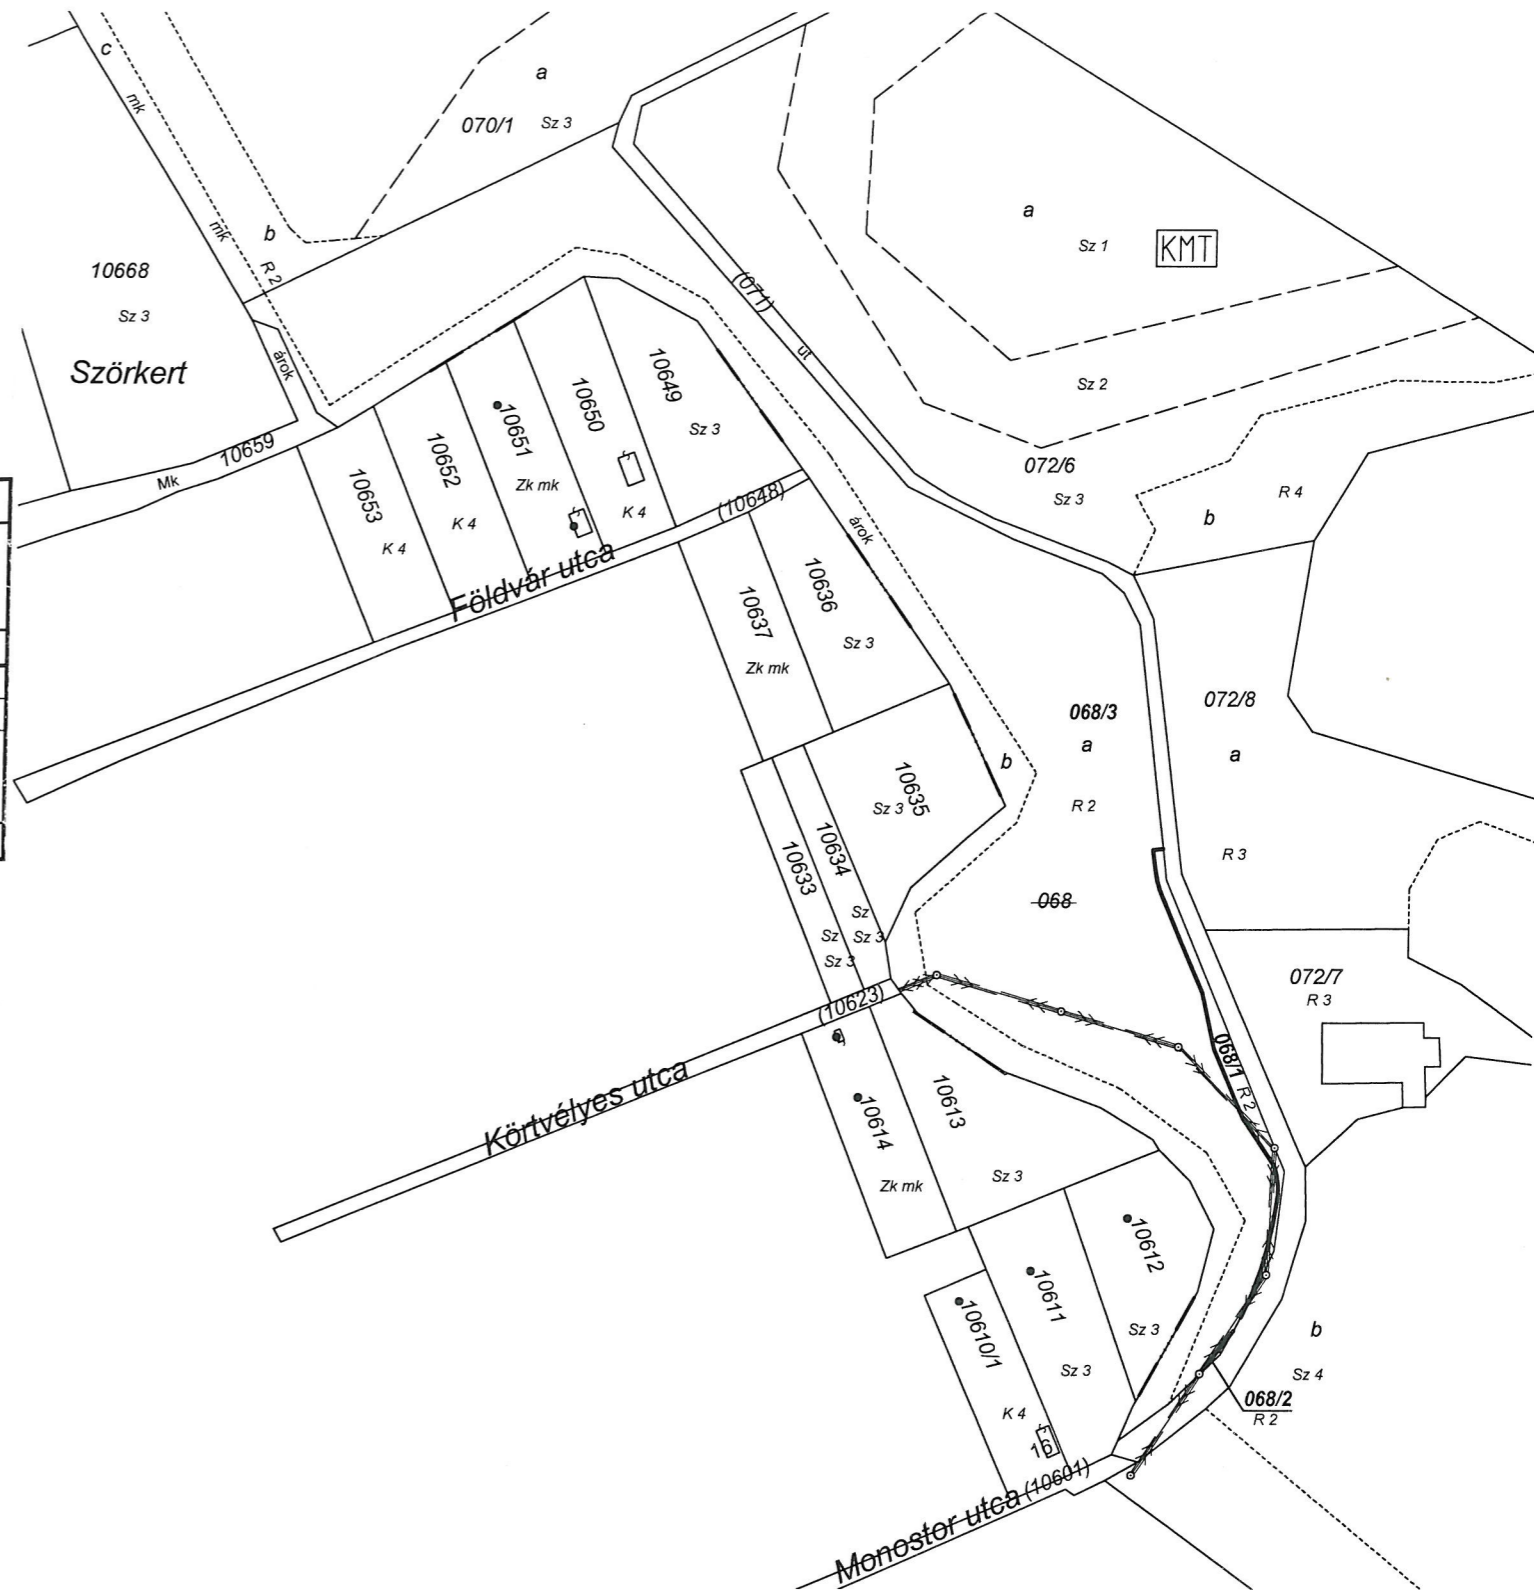 c
mk
a
070/1
Sz 3
mk
b
R 2
10668
Sz 3
Szörkert
árok
10659
Mk
a
Sz 1
KMT
(071)
út
Sz 2
072/6
Sz 3
R 4
b
10649
Sz 3
10650
K 4
10651
Zk mk
10652
K 4
10653
K 4
(10648)
Földvár utca
árok
10636
Sz 3
10637
Zk mk
068/3
a
R 2
072/8
a
R 3
b
10635
Sz 3
10634
10633
Sz
Sz
Sz 3
Sz 3
068
072/7
R 3
(10623)
Körtvélyes utca
068/1
R 2
10613
Sz 3
10614
Zk mk
10612
Sz 3
10611
Sz 3
10610/1
K 4
16
b
Sz 4
068/2
R 2
Monostor utca
(10601)